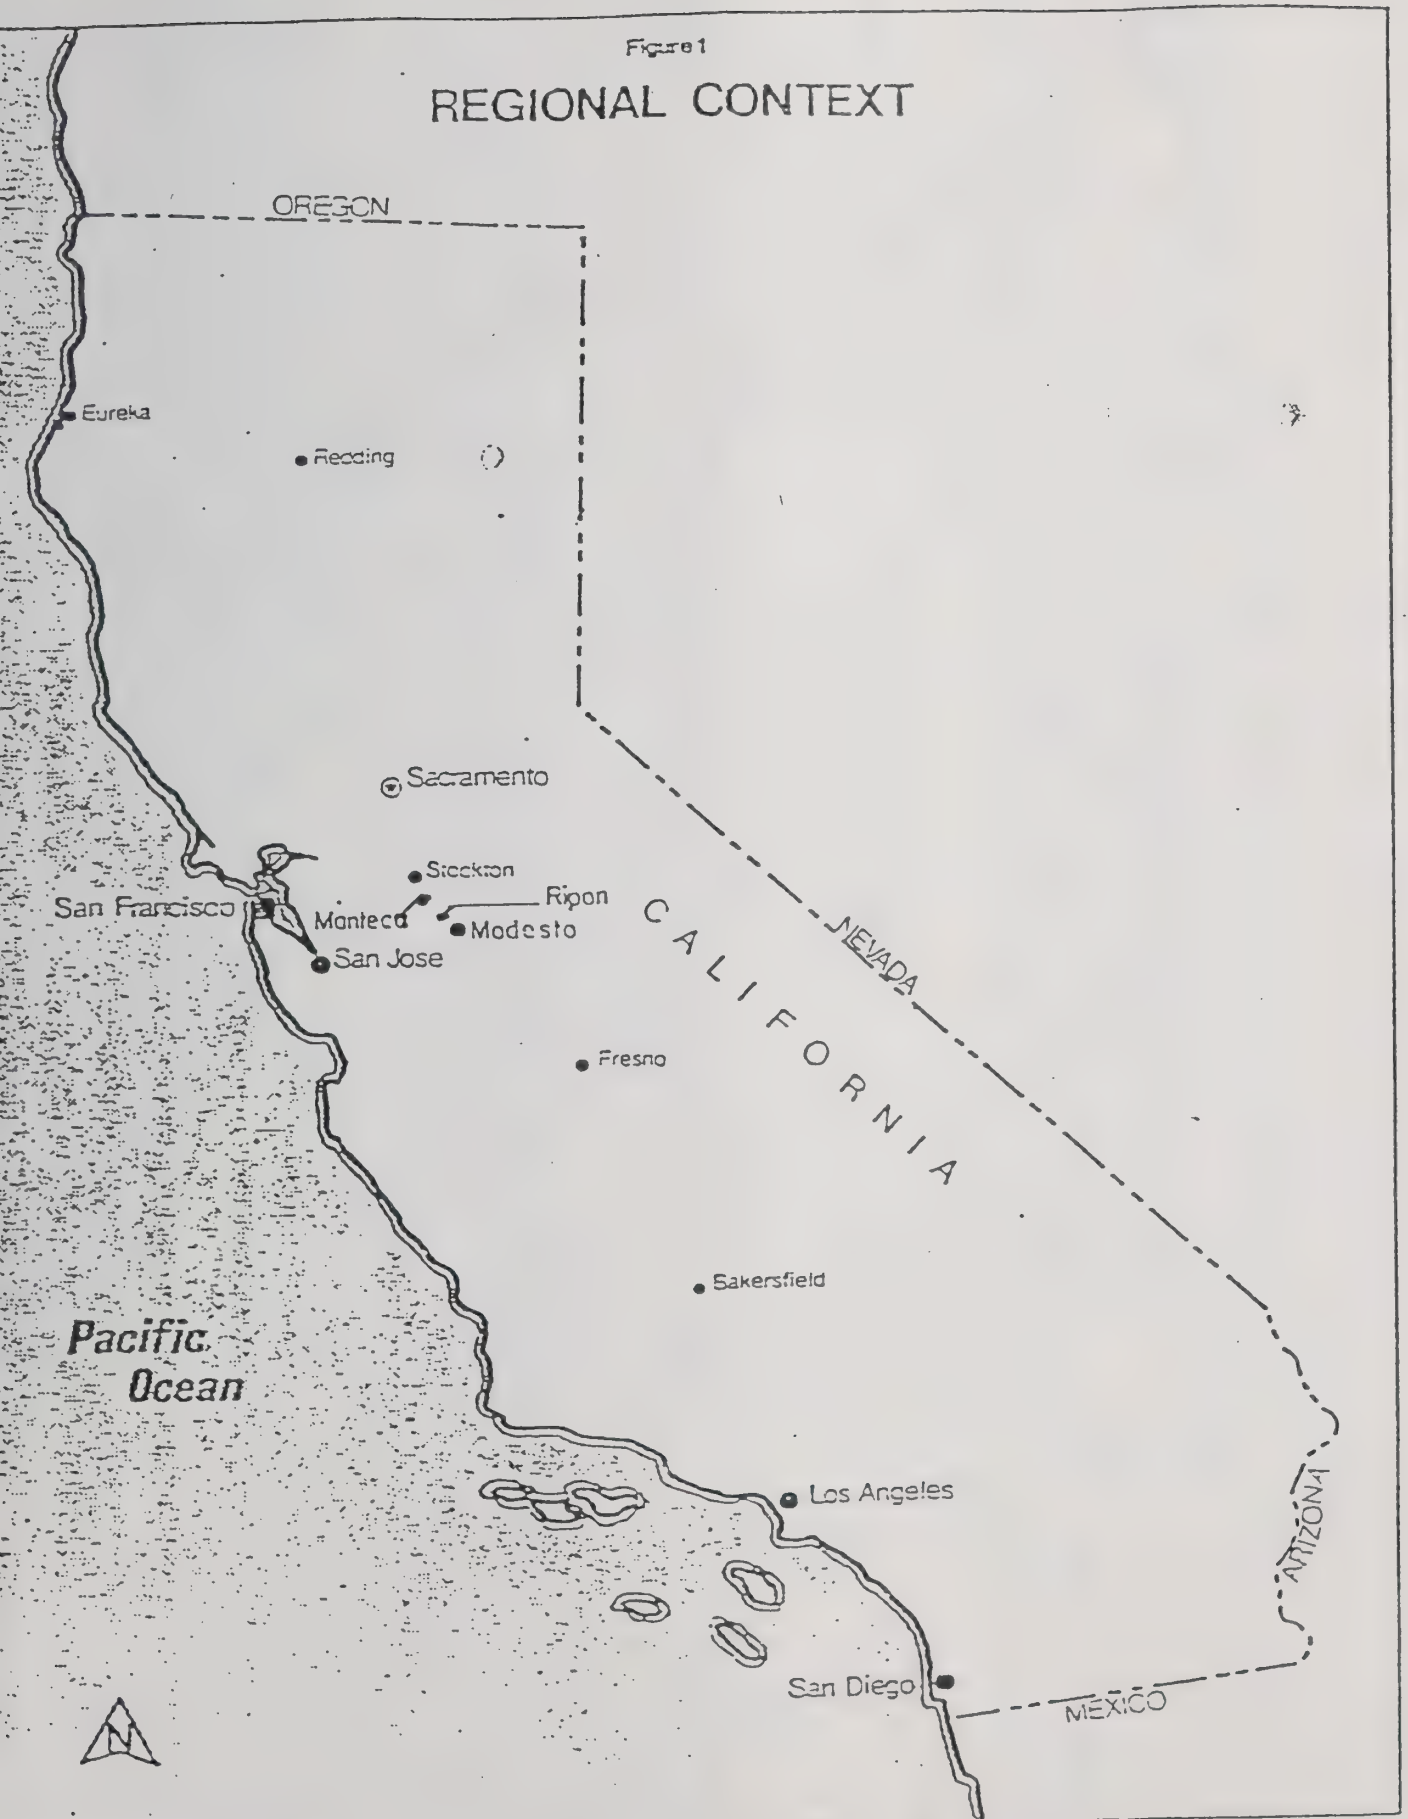 Figure 1
REGIONAL CONTEXT
OREGON
Eureka
Redding
Sacramento
Stockton
San Francisco
Manteca
Ripon
Modesto
San Jose
CALIFORNIA
NEVADA
Fresno
Bakersfield
Pacific
Ocean
Los Angeles
ARIZONA
San Diego
MEXICO
N